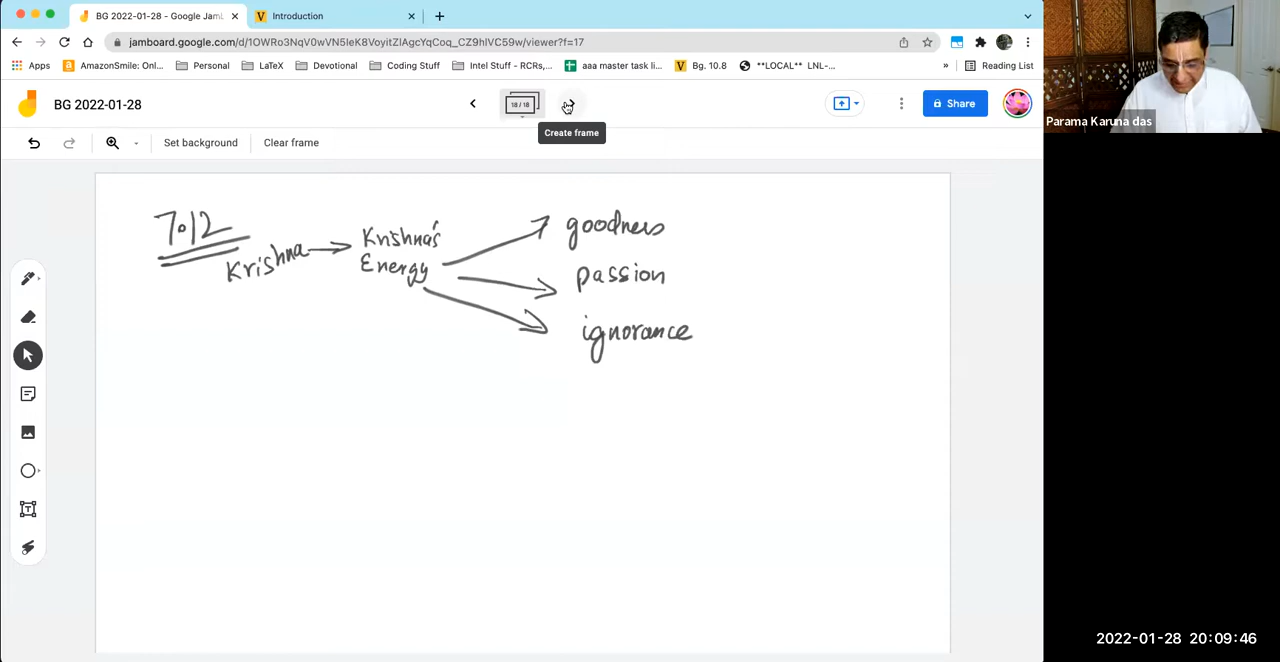 BG 2022-01-28 - Google Jam
Introduction
jamboard.google.com/d/1OWRo3NqV0wVN5leK8VoyitZIAgcYqCoq_CZ9hIVC59w/viewer?f=17
Apps
AmazonSmile: Onl...
Personal
LaTeX
Devotional
Coding Stuff
Intel Stuff - RCRs,...
aaa master task li...
Bg. 10.8
**LOCAL** LNL-...
»
Reading List
BG 2022-01-28
18 / 18
Share
Create frame
Set background
Clear frame
7.12
Krishna
Krishna's
Energy
goodness
passion
ignorance
Parama Karuna das
2022-01-28 20:09:46